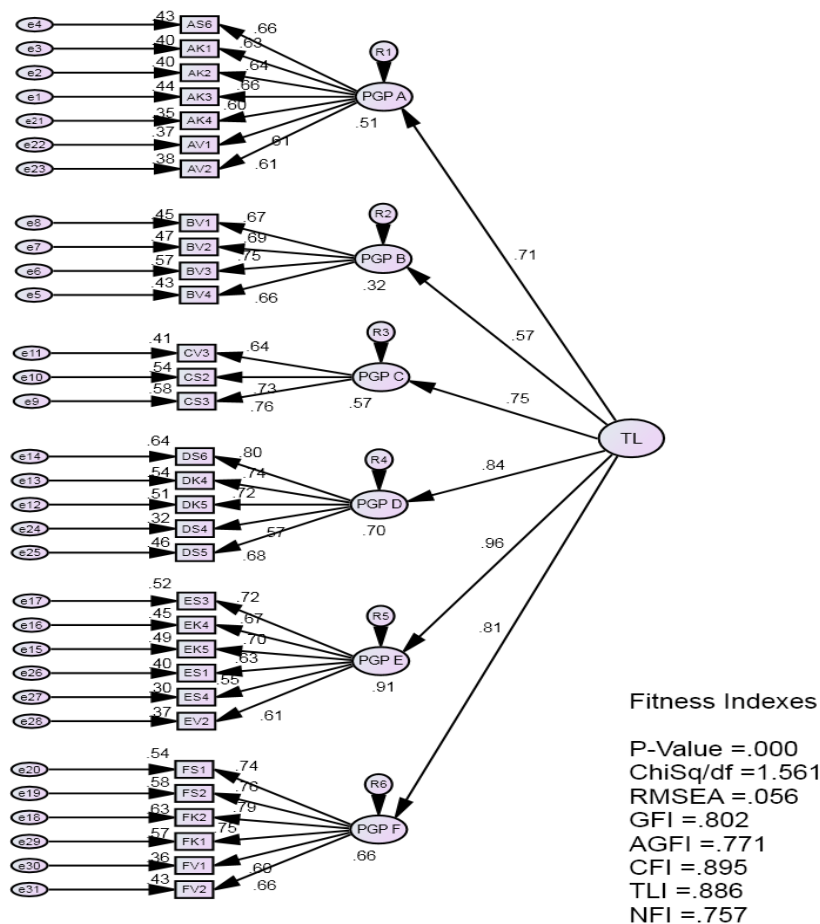 .43
e4 AS6 .66
.40 R1
e3 AK1 .63
.40
e2 AK2 .64
.44
e1 AK3 .66 PGP A
.35 .60
e21 AK4 .51
.37
e22 AV1 .61
.38
e23 AV2 .61
.45 R2
e8 BV1 .67
.47
e7 BV2 .69
.57 .75 PGP B .71
e6 BV3
.43 .32
e5 BV4 .66 .57
.41 R3
e11 CV3 .64
.54
e10 CS2 PGP C .75
.58 .73
e9 CS3 .76 .57
TL
.64
e14 DS6 .80 R4 .84
.54
e13 DK4 .74
.51
e12 DK5 .72 PGP D
.32
e24 DS4 .57 .70
.46
e25 DS5 .68 .96
.52
e17 ES3 .72 R5 .81
.45
e16 EK4 .67
.49
e15 EK5 .70
.40 .63 PGP E
e26 ES1
.30 .55 .91
e27 ES4
.37
e28 EV2 .61
.54
e20 FS1 .74 R6
.58
e19 FS2 .76
.63
e18 FK2 .79
.57 .75 PGP F
e29 FK1
.36 .66
e30 FV1 .60
.43
e31 FV2 .66
Fitness Indexes
P-Value =.000
ChiSq/df =1.561
RMSEA =.056
GFI =.802
AGFI =.771
CFI =.895
TLI =.886
NFI =.757